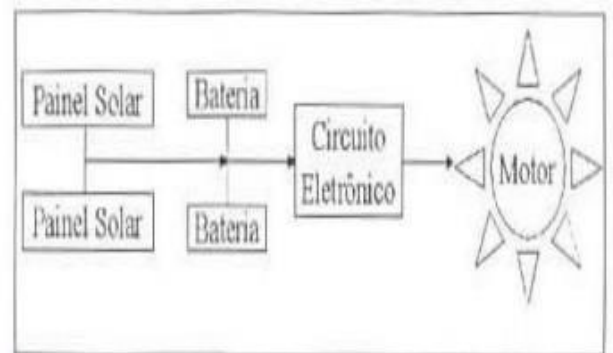 Painel Solar
Bateria
Circuito
Eletrônico
Motor
Painel Solar
Bateria